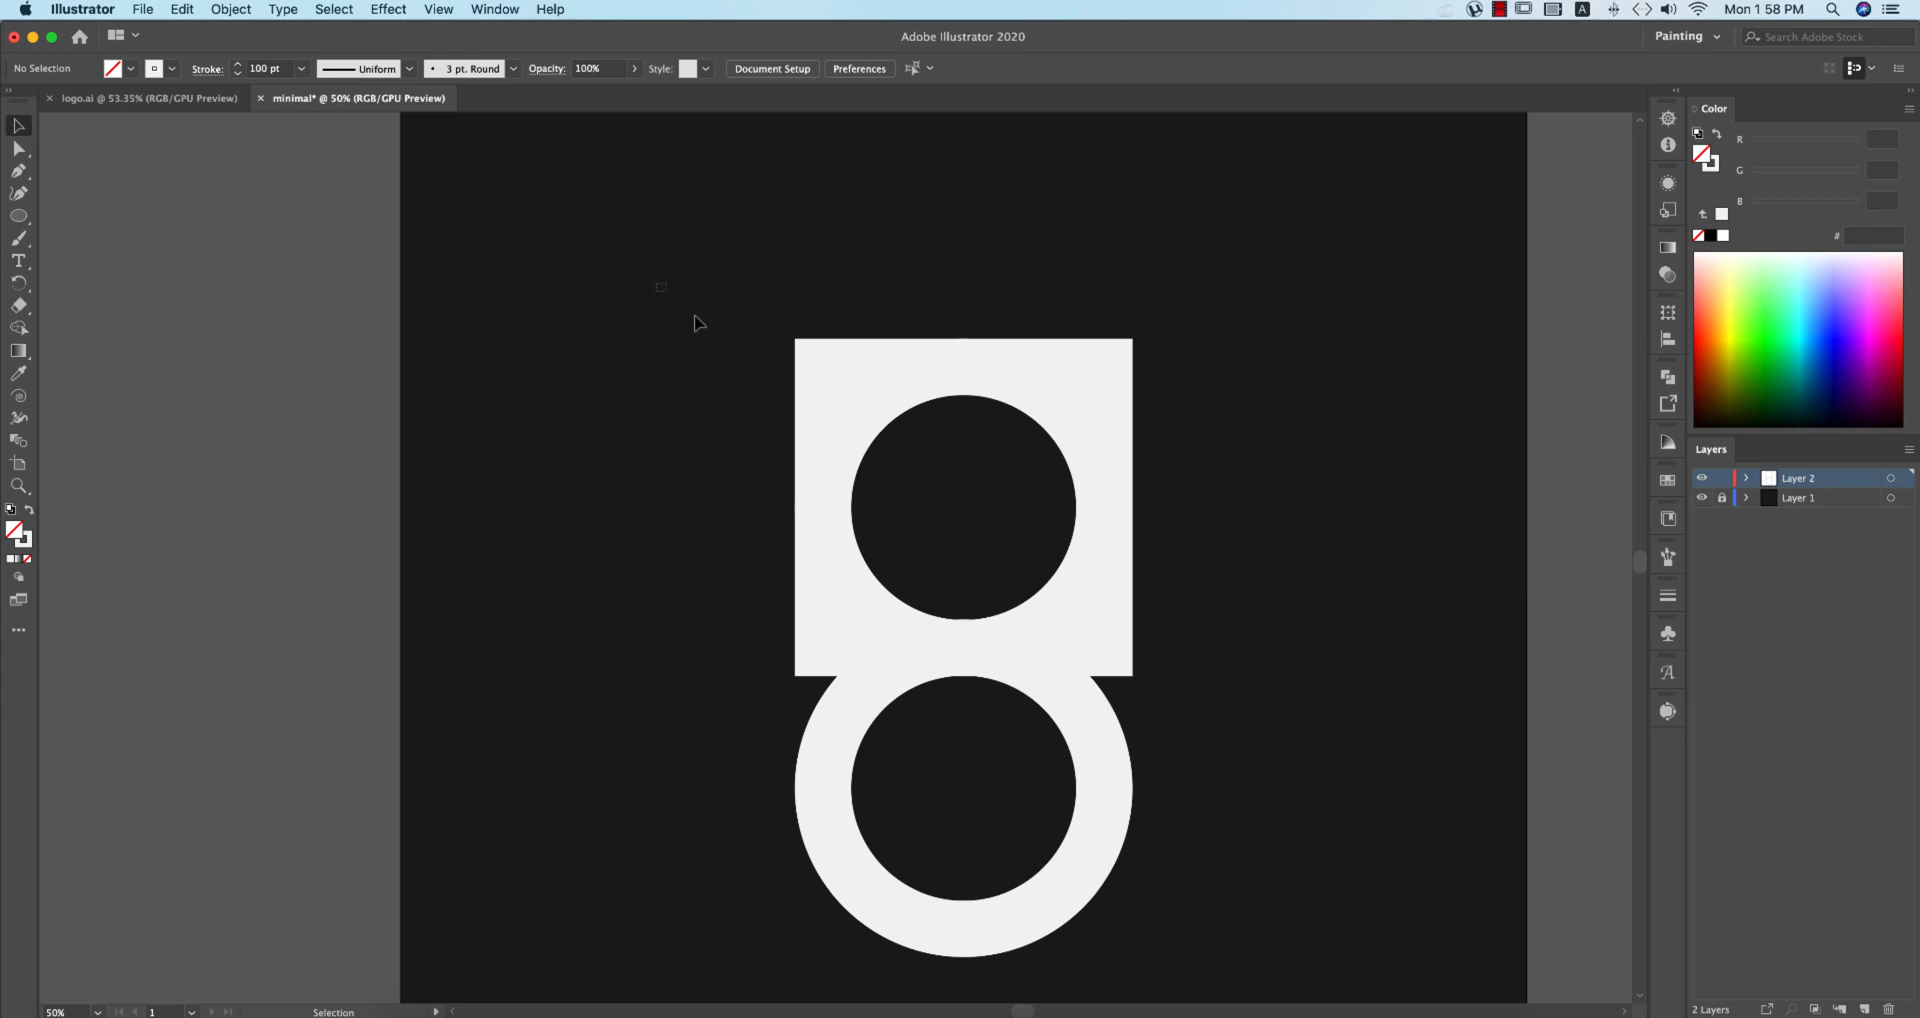 Illustrator File Edit Object Type Select Effect View Window Help A Mon 1 58 PM
Adobe Illustrator 2020 Painting Search Adobe Stock
No Selection Stroke: 100 pt Uniform • 3 pt. Round Opacity: 100% Style: Document Setup Preferences
× logo.ai @ 53.35% (RGB/GPU Preview) × minimal* @ 50% (RGB/GPU Preview)
Color
R
G
B
#
Layers
Layer 2
Layer 1
50% 1 Selection 2 Layers